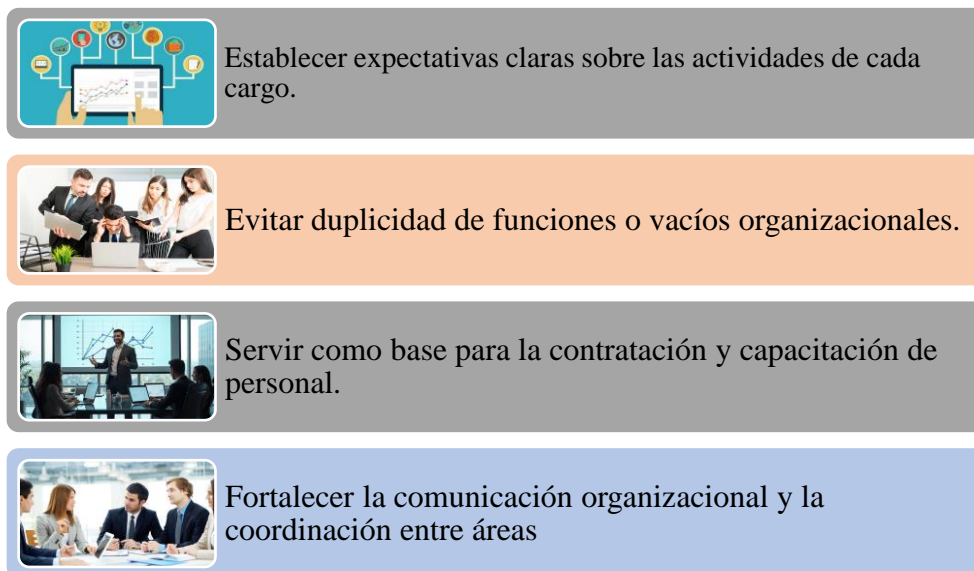 Establecer expectativas claras sobre las actividades de cada
cargo.
Evitar duplicidad de funciones o vacíos organizacionales.
Servir como base para la contratación y capacitación de
personal.
Fortalecer la comunicación organizacional y la
coordinación entre áreas